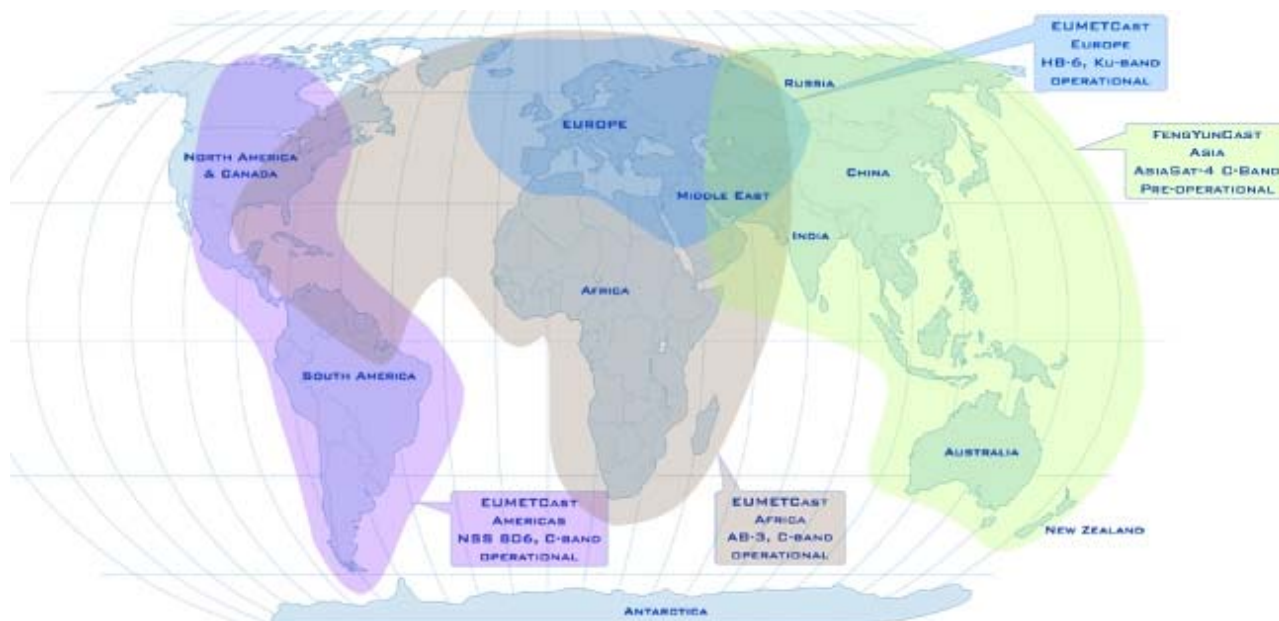 EUMETCast
Europe
HB-6, Ku-band
operational
Russia
EUROPE
FengYunCast
Asia
AsiaSat-4 C-Band
Pre-operational
North America
& Canada
China
Middle East
India
Africa
South America
Australia
EUMETCast
Americas
NSS 806, C-band
operational
EUMETCast
Africa
AB-3, C-band
operational
New Zealand
Antarctica